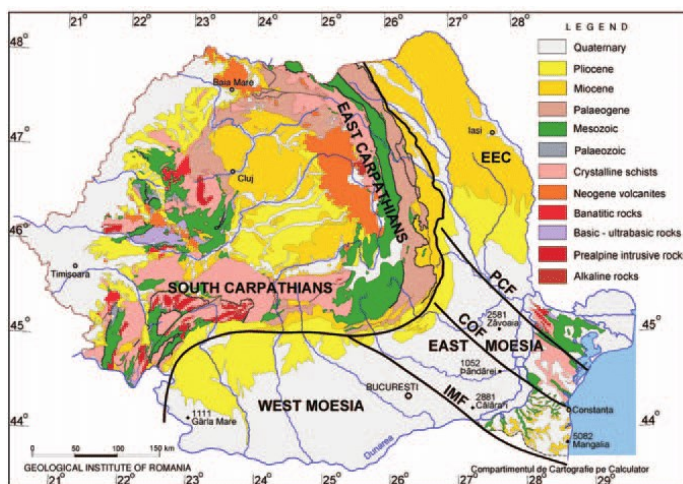 21° 22° 23° 24° 25° 26° 27° 28°
48°
47°
46°
45°
44°
45°
44°
LEGEND
Quaternary
Pliocene
Miocene
Palaeogene
Mesozoic
Palaeozoic
Crystalline schists
Neogene volcanites
Banatitic rocks
Basic - ultrabasic rocks
Prealpine intrusive rock
Alkaline rocks
Baia Mare
Iasi
EAST CARPATHIANS
EEC
Cluj
Timisoara
SOUTH CARPATHIANS
PCF
COF
2581
Zăvoaia
EAST MOESIA
1052
Þândărei
BUCUREŞTI
IMF
2881
Călăraºi
WEST MOESIA
1111
Gârla Mare
Constanta
5082
Mangalia
Dunarea
0 50 100 150 km
GEOLOGICAL INSTITUTE OF ROMANIA
Compartimentul de Cartografie pe Calculator
21° 22° 23° 24° 25° 26° 27° 28° 29°